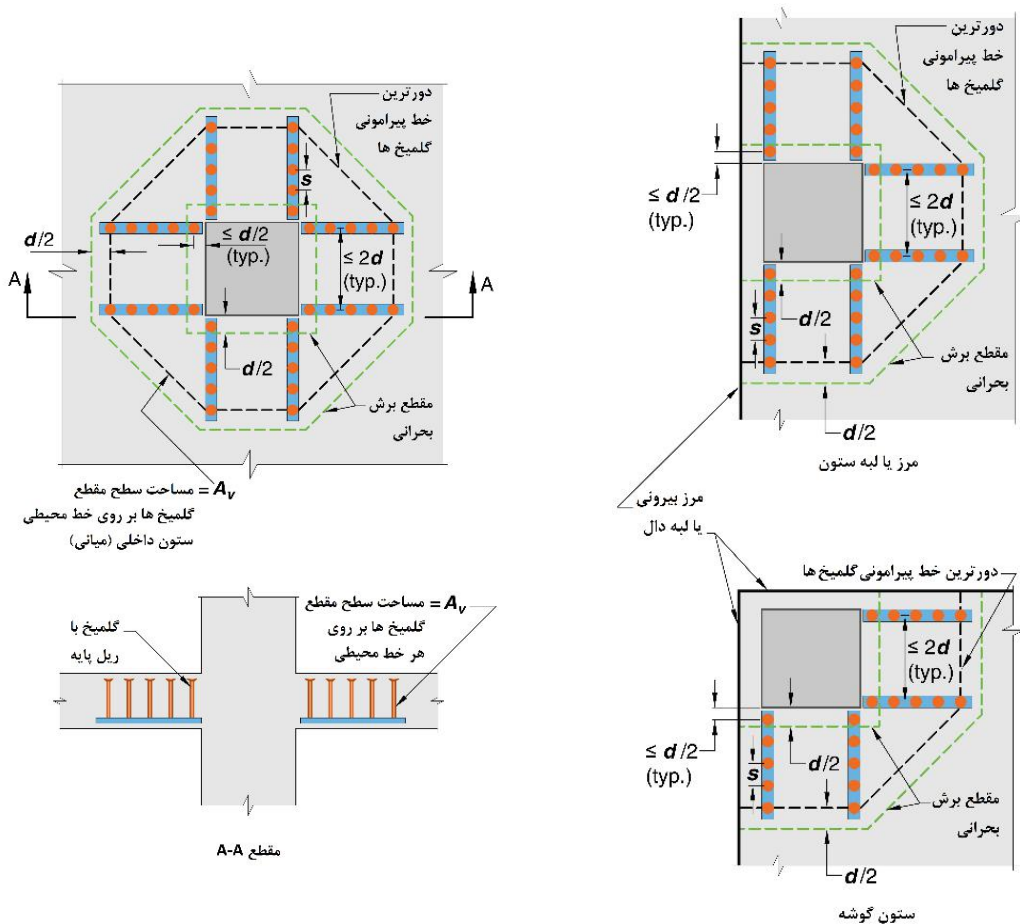 دورترین
خط پیرامونی
گلمیخ ها
s
d/2
≤ d/2
(typ.)
≤ 2d
(typ.)
A
A
d/2
مقطع برش
بحرانی
Av = مساحت سطح مقطع
گلمیخ ها بر روی خط محیطی
ستون داخلی (میانی)
گلمیخ با
ریل پایه
Av = مساحت سطح مقطع
گلمیخ ها بر روی
هر خط محیطی
مقطع A-A
دورترین
خط پیرامونی
گلمیخ ها
≤ d/2
(typ.)
≤ 2d
(typ.)
d/2
s
مقطع برش
بحرانی
d/2
مرز یا لبه ستون
مرز بیرونی
یا لبه دال
دورترین خط پیرامونی گلمیخ ها
≤ 2d
(typ.)
≤ d/2
(typ.)
d/2
s
مقطع برش
بحرانی
d/2
ستون گوشه